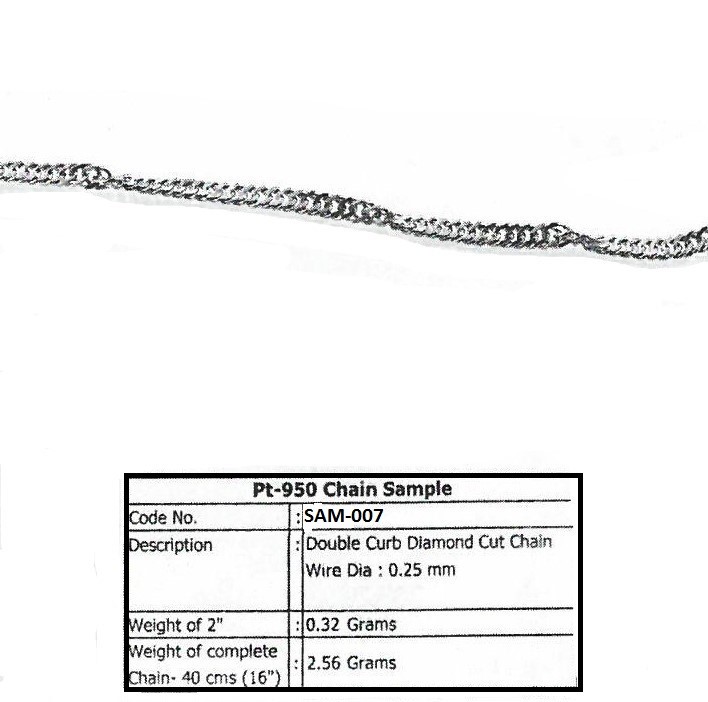 Pt-950 Chain Sample
Code No. : SAM-007
Description : Double Curb Diamond Cut Chain
Wire Dia : 0.25 mm
Weight of 2" : 0.32 Grams
Weight of complete
Chain- 40 cms (16") : 2.56 Grams